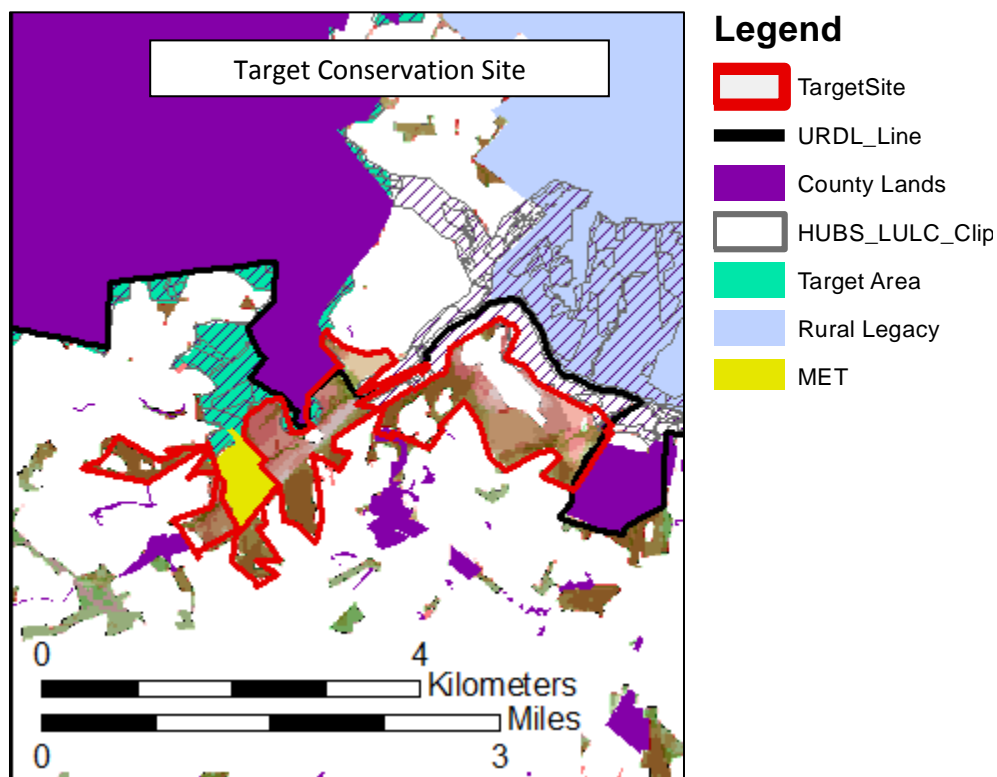 Target Conservation Site
Legend
TargetSite
URDL_Line
County Lands
HUBS_LULC_Clip
Target Area
Rural Legacy
MET
0 4
Kilometers
Miles
0 3